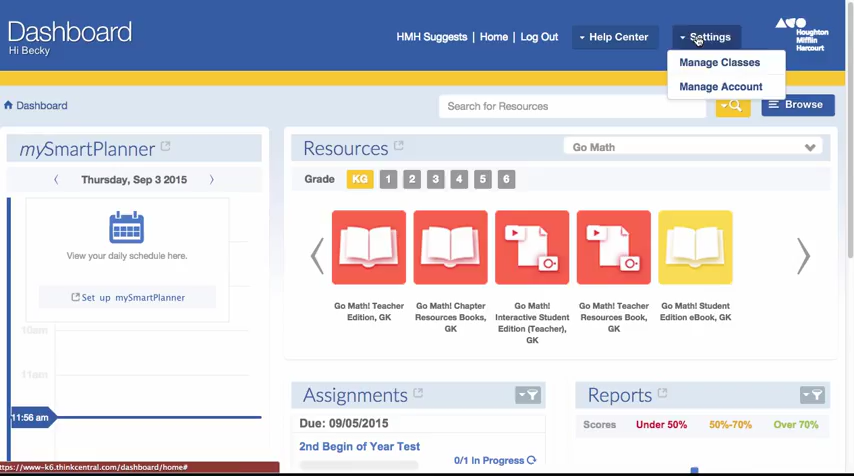 Dashboard
Hi Becky
HMH Suggests | Home | Log Out
Help Center
Settings
Houghton
Mifflin
Harcourt
Manage Classes
Manage Account
Dashboard
Search for Resources
Browse
mySmartPlanner
Thursday, Sep 3 2015
View your daily schedule here.
Set up mySmartPlanner
10am
11am
11:56 am
Resources
Go Math
Grade KG 1 2 3 4 5 6
Go Math! Teacher
Edition, GK
Go Math! Chapter
Resources Books,
GK
Go Math!
Interactive Student
Edition (Teacher),
GK
Go Math! Teacher
Resources Book,
GK
Go Math! Student
Edition eBook, GK
Assignments
Due: 09/05/2015
2nd Begin of Year Test
0/1 In Progress
Reports
Scores Under 50% 50%-70% Over 70%
ttps://www-k6.thinkcentral.com/dashboard/home#